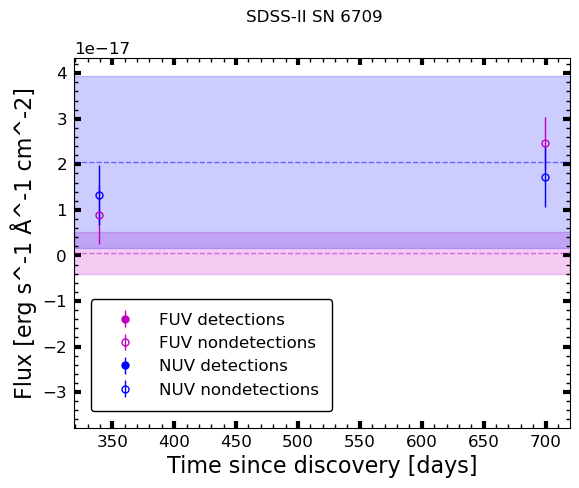 SDSS-II SN 6709
1e−17
4
3
2
1
0
−1
−2
−3
Flux [erg s^-1 Å^-1 cm^-2]
FUV detections
FUV nondetections
NUV detections
NUV nondetections
350 400 450 500 550 600 650 700
Time since discovery [days]